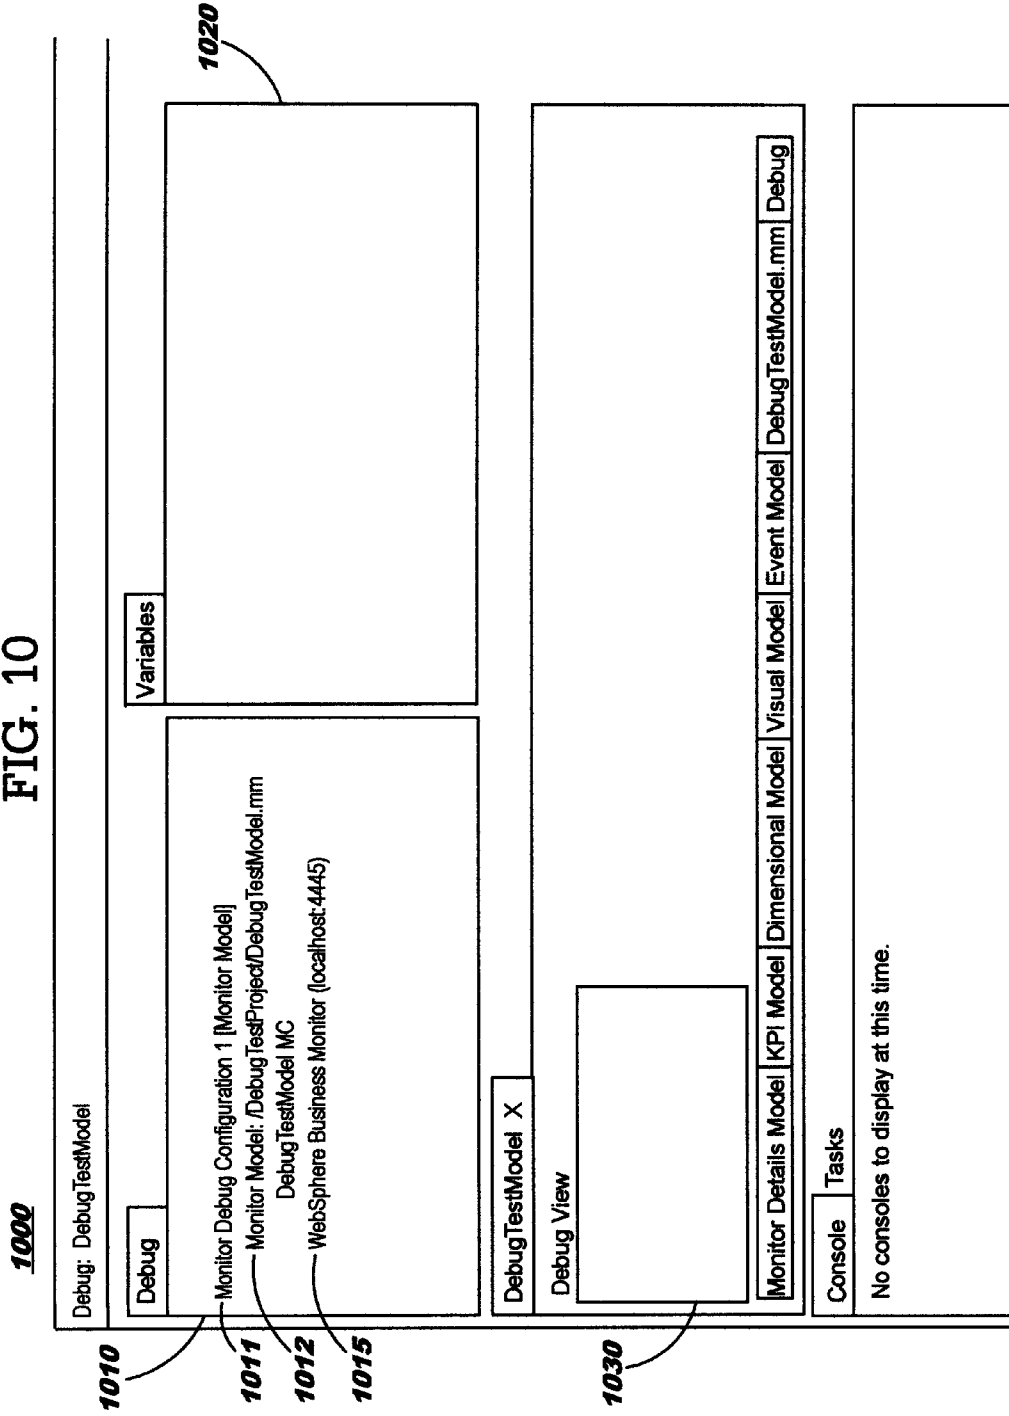 FIG. 10
1000
Debug: DebugTestModel
Debug
Variables
1010
1020
Monitor Debug Configuration 1 [Monitor Model]
1011
Monitor Model: /DebugTestProject/DebugTestModel.mm
1012
DebugTestModel MC
WebSphere Business Monitor (localhost:4445)
1015
DebugTestModel X
Debug View
1030
Monitor Details Model KPI Model Dimensional Model Visual Model Event Model DebugTestModel.mm Debug
Console Tasks
No consoles to display at this time.